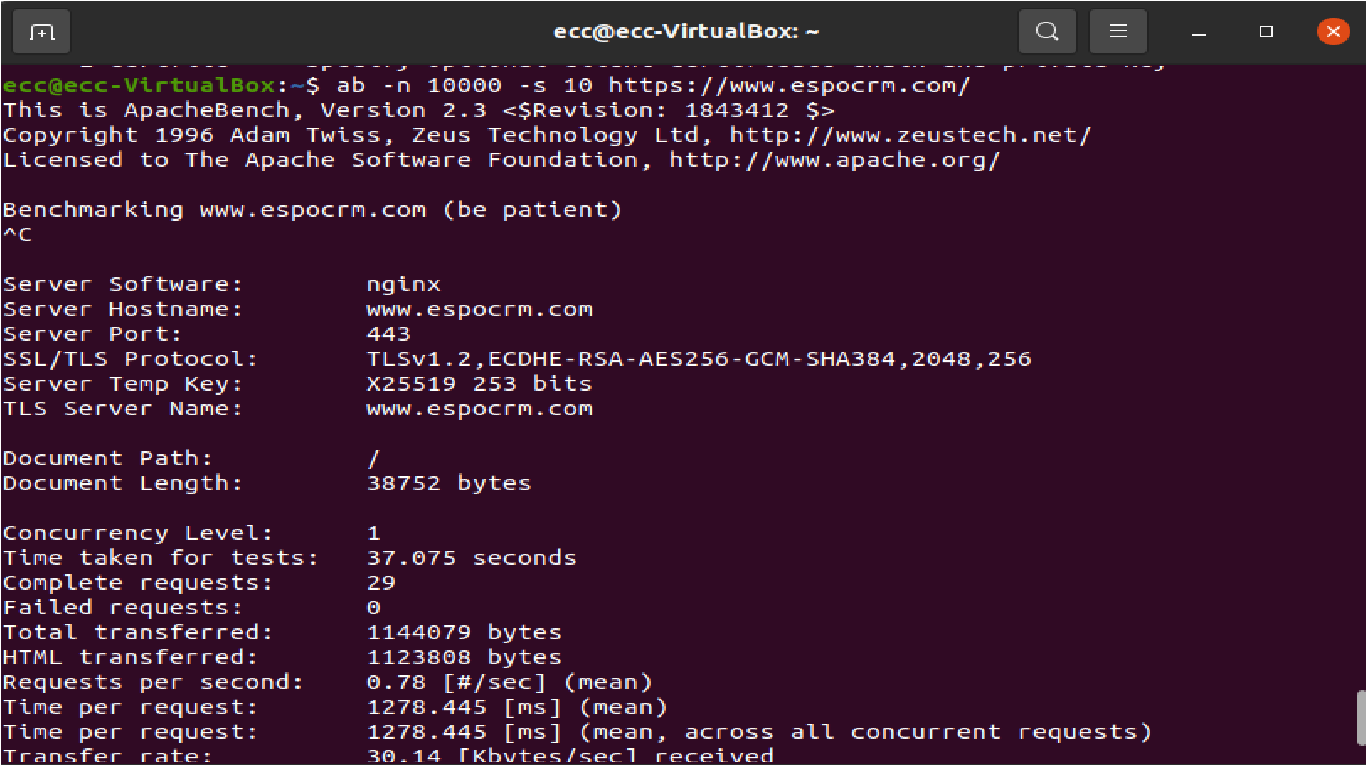 ecc@ecc-VirtualBox: ~
ecc@ecc-VirtualBox:~$ ab -n 10000 -s 10 https://www.espocrm.com/
This is ApacheBench, Version 2.3 <$Revision: 1843412 $>
Copyright 1996 Adam Twiss, Zeus Technology Ltd, http://www.zeustech.net/
Licensed to The Apache Software Foundation, http://www.apache.org/
Benchmarking www.espocrm.com (be patient)
^C
Server Software:        nginx
Server Hostname:        www.espocrm.com
Server Port:            443
SSL/TLS Protocol:       TLSv1.2,ECDHE-RSA-AES256-GCM-SHA384,2048,256
Server Temp Key:        X25519 253 bits
TLS Server Name:        www.espocrm.com
Document Path:          /
Document Length:        38752 bytes
Concurrency Level:      1
Time taken for tests:   37.075 seconds
Complete requests:      29
Failed requests:        0
Total transferred:      1144079 bytes
HTML transferred:       1123808 bytes
Requests per second:    0.78 [#/sec] (mean)
Time per request:       1278.445 [ms] (mean)
Time per request:       1278.445 [ms] (mean, across all concurrent requests)
Transfer rate:          30.14 [Kbytes/sec] received